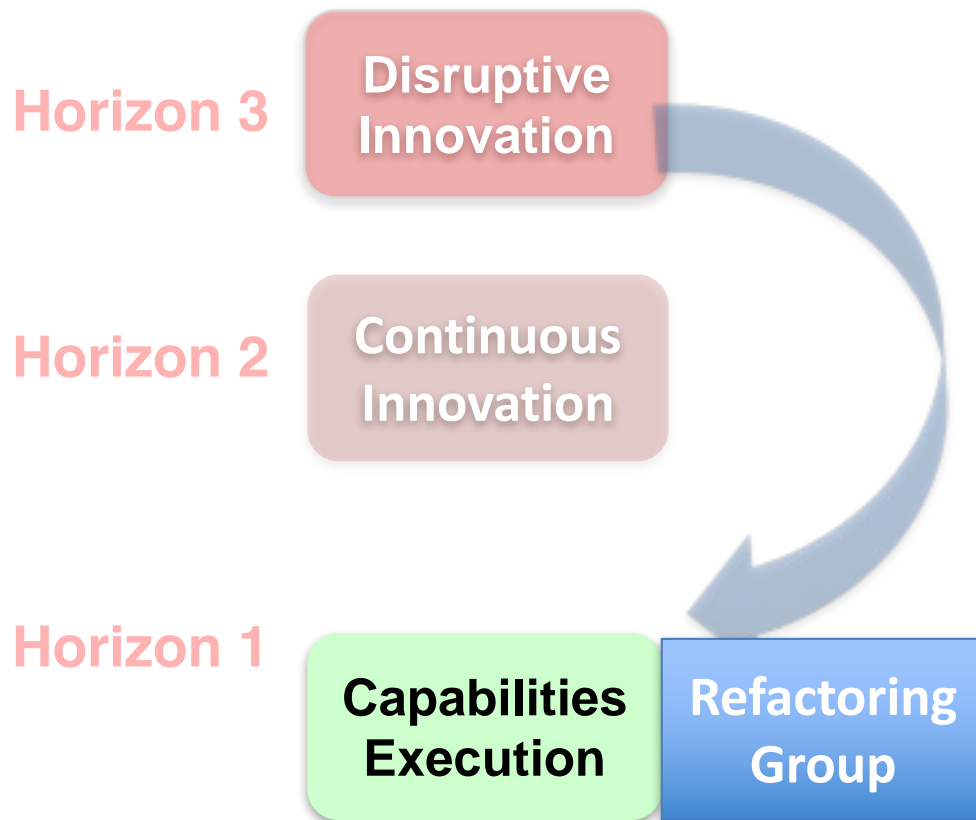 Horizon 3
Disruptive
Innovation
Horizon 2
Continuous
Innovation
Horizon 1
Capabilities
Execution
Refactoring
Group